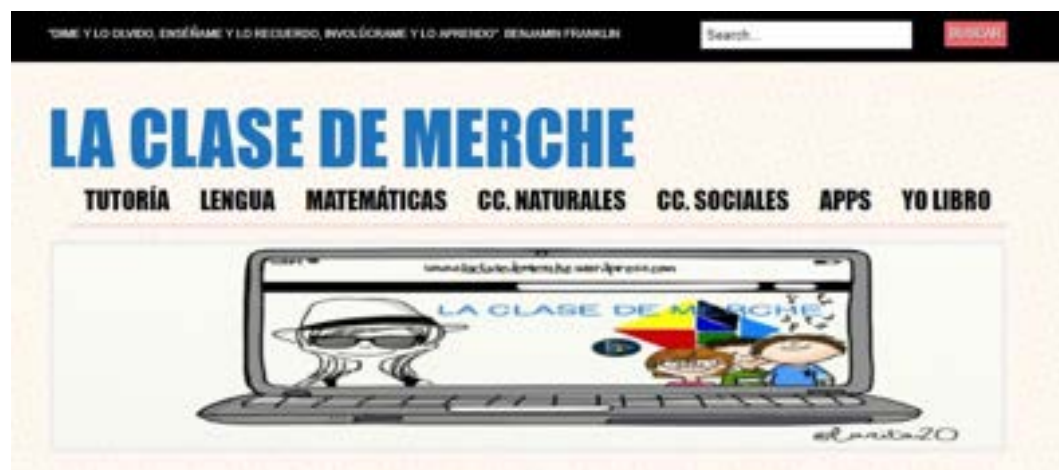 "DIME Y LO OLVIDO, ENSÉÑAME Y LO RECUERDO, INVOLÚCRAME Y LO APRENDO" BENJAMIN FRANKLIN
Search...
BUSCAR
LA CLASE DE MERCHE
TUTORÍA LENGUA MATEMÁTICAS CC. NATURALES CC. SOCIALES APPS YO LIBRO
LA CLASE DE MERCHE